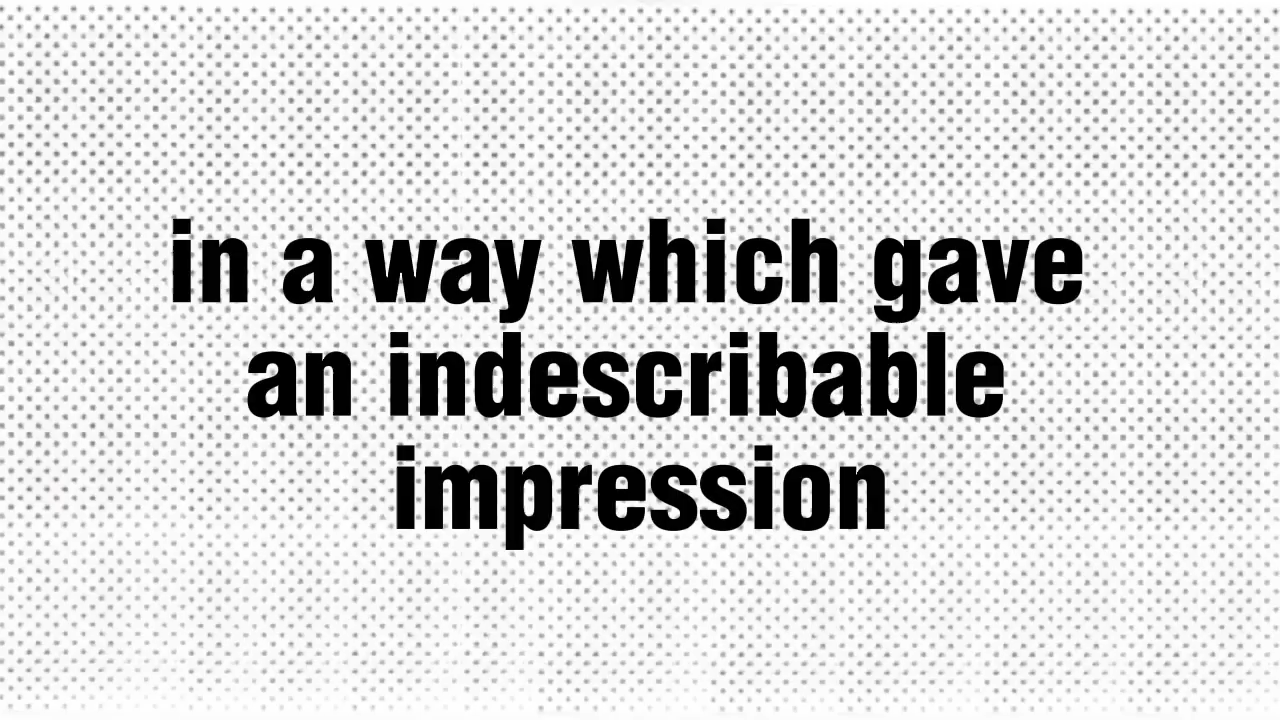 in a way which gave
an indescribable
impression